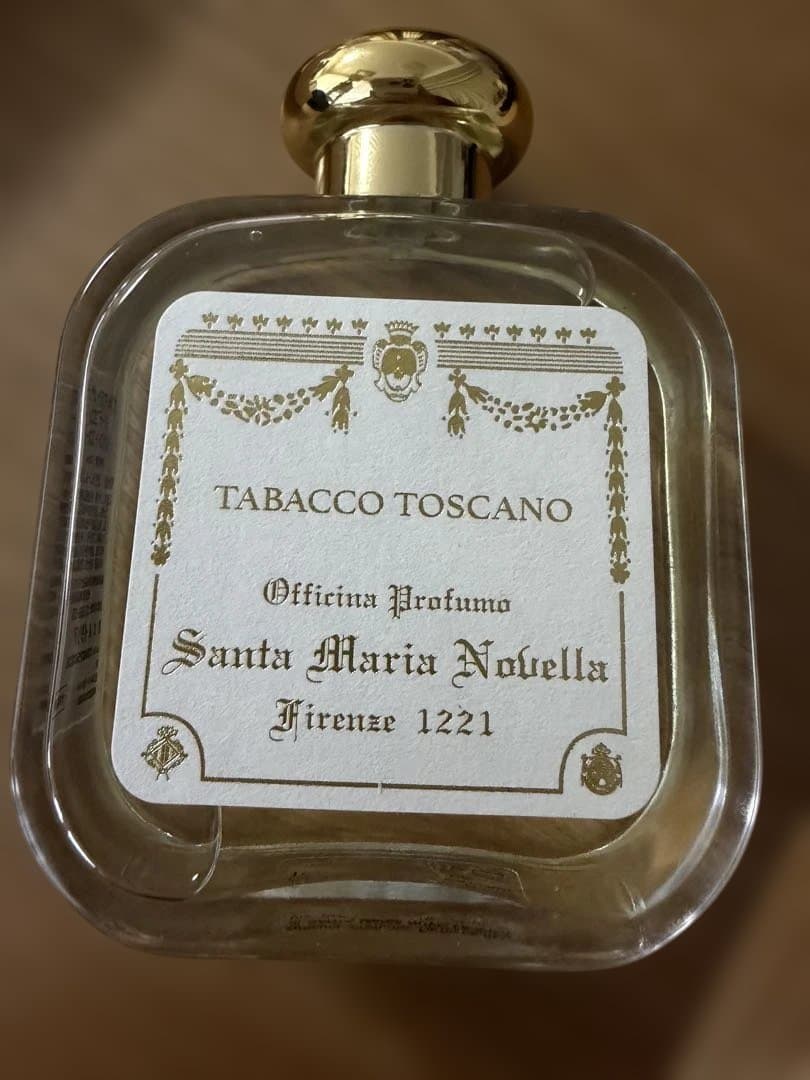 TABACCO TOSCANO
Officina Profumo
Santa Maria Novella
Firenze 1221